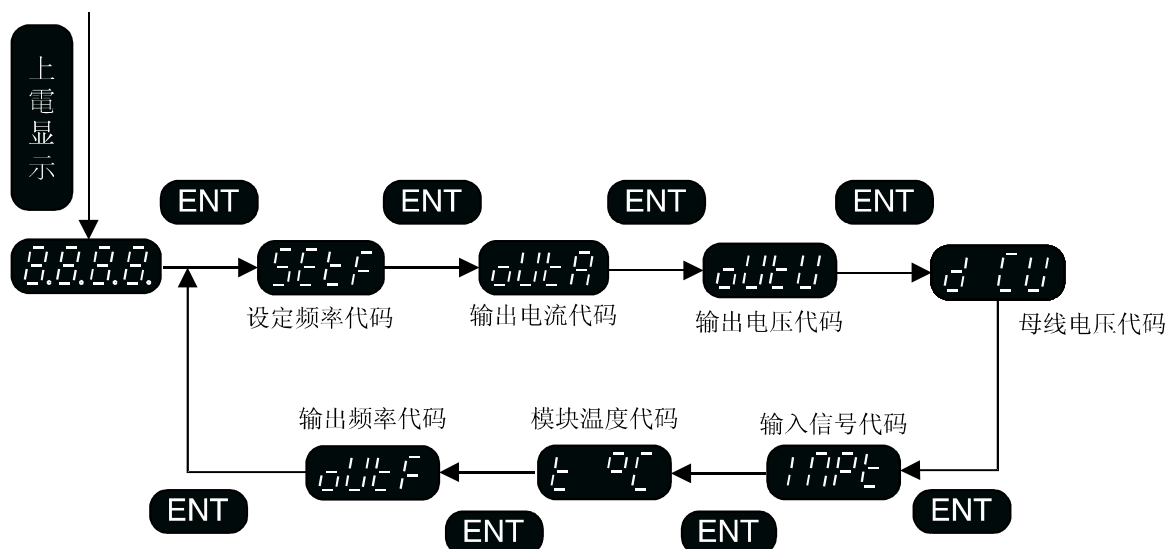 上電显示
ENT
ENT
ENT
ENT
8.8.8.8.
SEtF
oUtA
oUtU
d CU
设定频率代码
输出电流代码
输出电压代码
母线电压代码
输出频率代码
模块温度代码
输入信号代码
oUtF
t °C
InPt
ENT
ENT
ENT
ENT